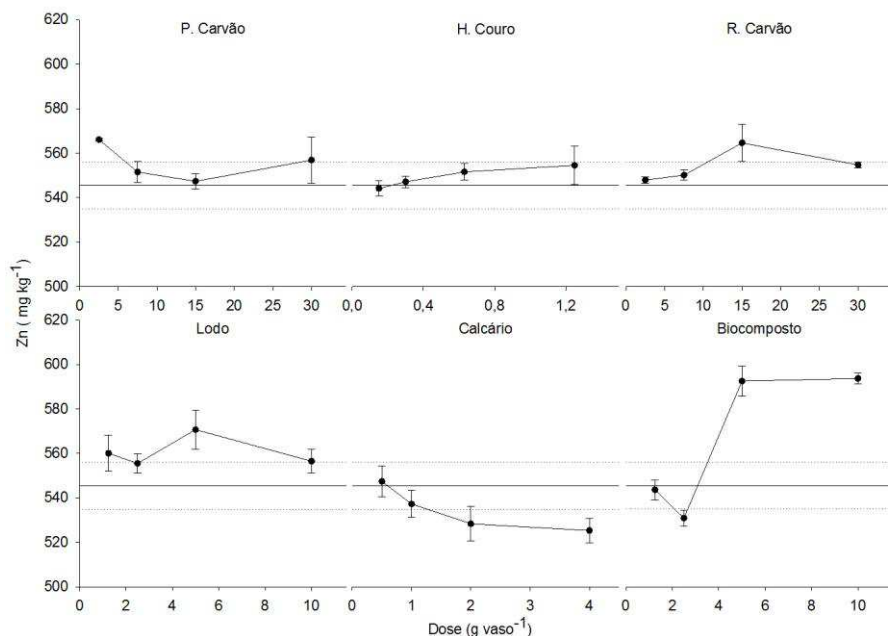 P. Carvão H. Couro R. Carvão
620
600
580
560
540
520
500
0 5 10 15 20 25 30 0,0 0,4 0,8 1,2 0 5 10 15 20 25 30
Zn ( mg kg-1)
Lodo Calcário Biocomposto
620
600
580
560
540
520
500
0 2 4 6 8 10 0 1 2 3 4 0 2 4 6 8 10
Dose (g vaso-1)